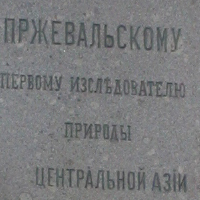 ПРЖЕВАЛЬСКОМУ
ПЕРВОМУ ИЗСЛѢДОВАТЕЛЮ
ПРИРОДЫ
ЦЕНТРАЛЬНОЙ АЗІИ